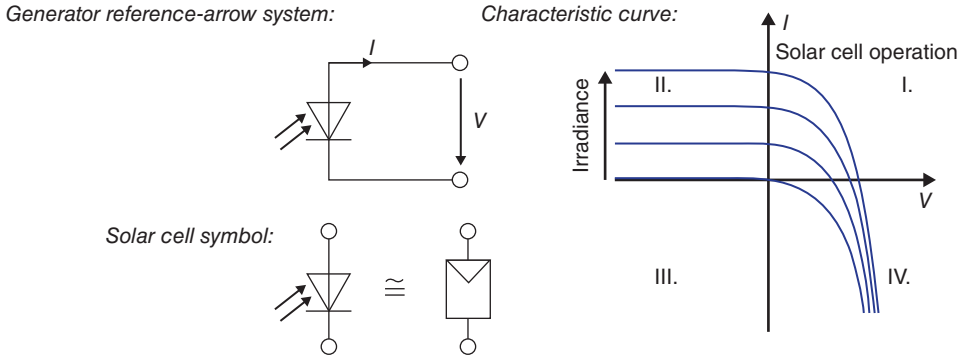 Generator reference-arrow system:
I
V
Solar cell symbol:
≅
Characteristic curve:
I
Solar cell operation
II.
I.
Irradiance
V
III.
IV.